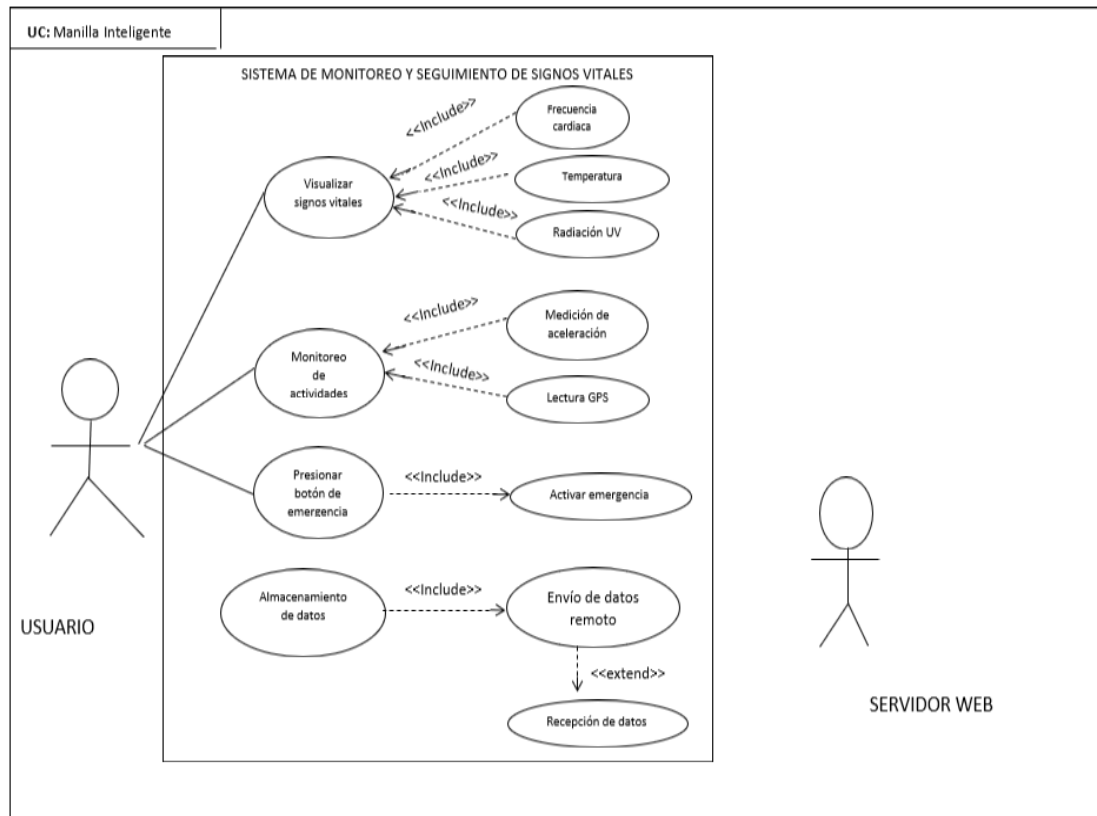 UC: Manilla Inteligente
SISTEMA DE MONITOREO Y SEGUIMIENTO DE SIGNOS VITALES
<<Include>>
Frecuencia
cardiaca
<<Include>>
Temperatura
Visualizar
signos vitales
<<Include>>
Radiación UV
<<Include>>
Medición de
aceleración
Monitoreo
de
actividades
<<Include>>
Lectura GPS
Presionar
botón de
emergencia
<<Include>>
Activar emergencia
Almacenamiento
de datos
<<Include>>
Envío de datos
remoto
USUARIO
<<extend>>
Recepción de datos
SERVIDOR WEB